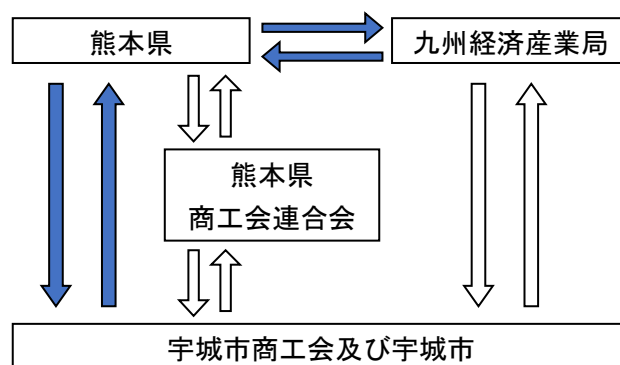 熊本県
九州経済産業局
熊本県
商工会連合会
宇城市商工会及び宇城市